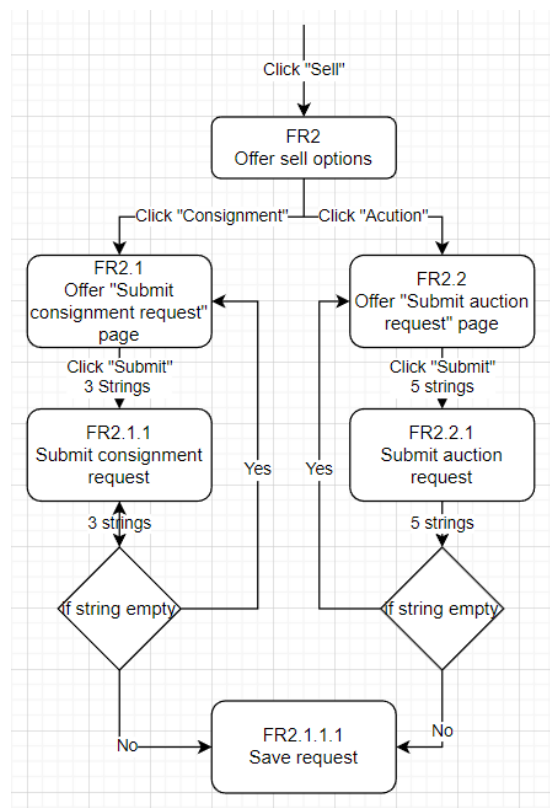 Click "Sell"
FR2
Offer sell options
Click "Consignment"
Click "Acution"
FR2.1
Offer "Submit
consignment request"
page
FR2.2
Offer "Submit auction
request" page
Click "Submit"
3 Strings
Click "Submit"
5 strings
FR2.1.1
Submit consignment
request
FR2.2.1
Submit auction
request
Yes
Yes
3 strings
5 strings
If string empty
If string empty
No
No
FR2.1.1.1
Save request